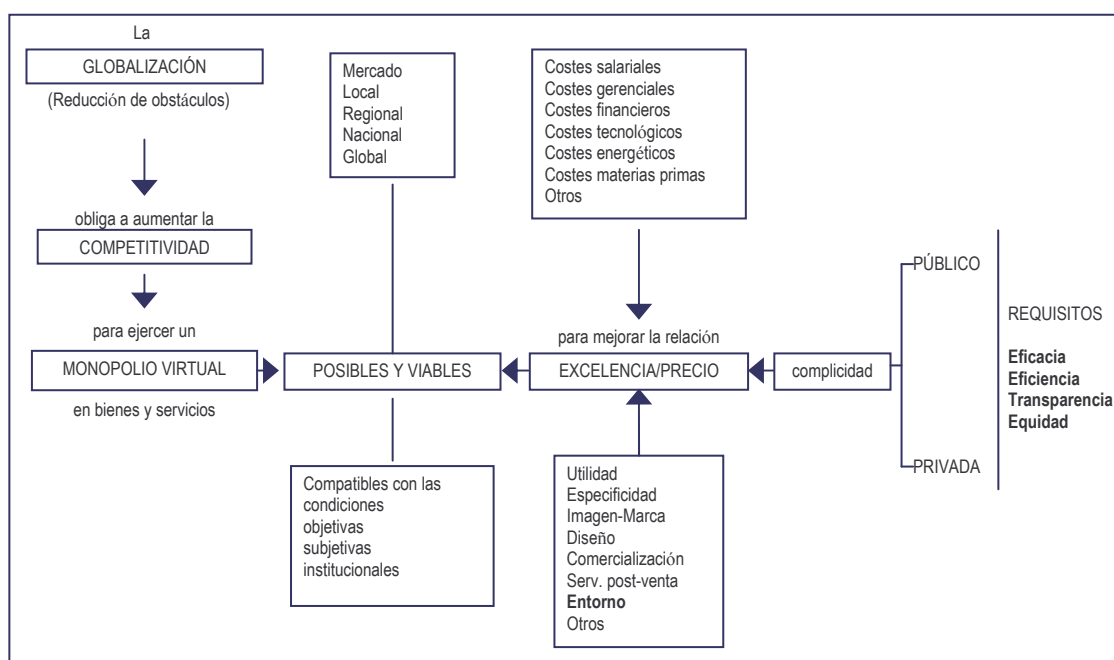 La
GLOBALIZACIÓN
(Reducción de obstáculos)
obliga a aumentar la
COMPETITIVIDAD
para ejercer un
MONOPOLIO VIRTUAL
en bienes y servicios
Mercado
Local
Regional
Nacional
Global
POSIBLES Y VIABLES
Compatibles con las
condiciones
objetivas
subjetivas
institucionales
Costes salariales
Costes gerenciales
Costes financieros
Costes tecnológicos
Costes energéticos
Costes materias primas
Otros
para mejorar la relación
EXCELENCIA/PRECIO
Utilidad
Especificidad
Imagen-Marca
Diseño
Comercialización
Serv. post-venta
Entorno
Otros
complicidad
PÚBLICO
PRIVADA
REQUISITOS
Eficacia
Eficiencia
Transparencia
Equidad